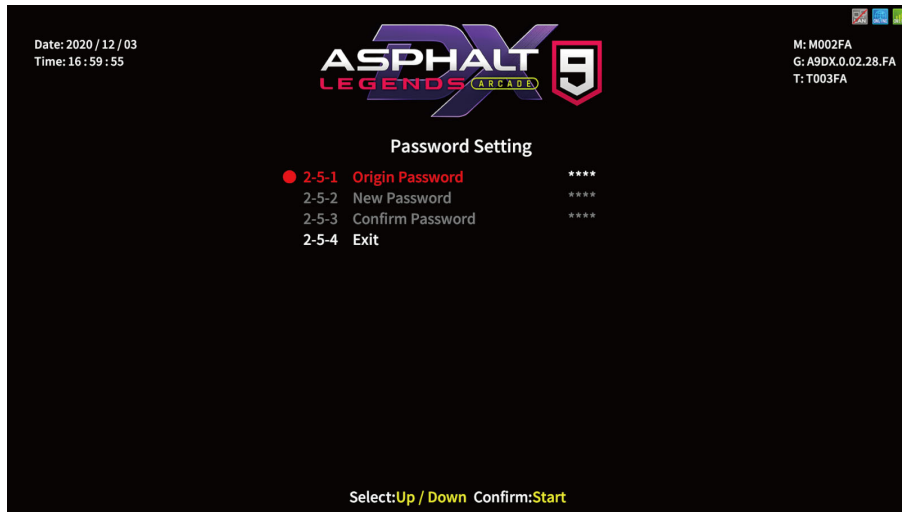 Date: 2020 / 12 / 03
Time: 16 : 59 : 55
DX
ASPHALT 9
LEGENDS ARCADE
M: M002FA
G: A9DX.0.02.28.FA
T: T003FA
Password Setting
2-5-1 Origin Password ****
2-5-2 New Password ****
2-5-3 Confirm Password ****
2-5-4 Exit
Select:Up / Down Confirm:Start